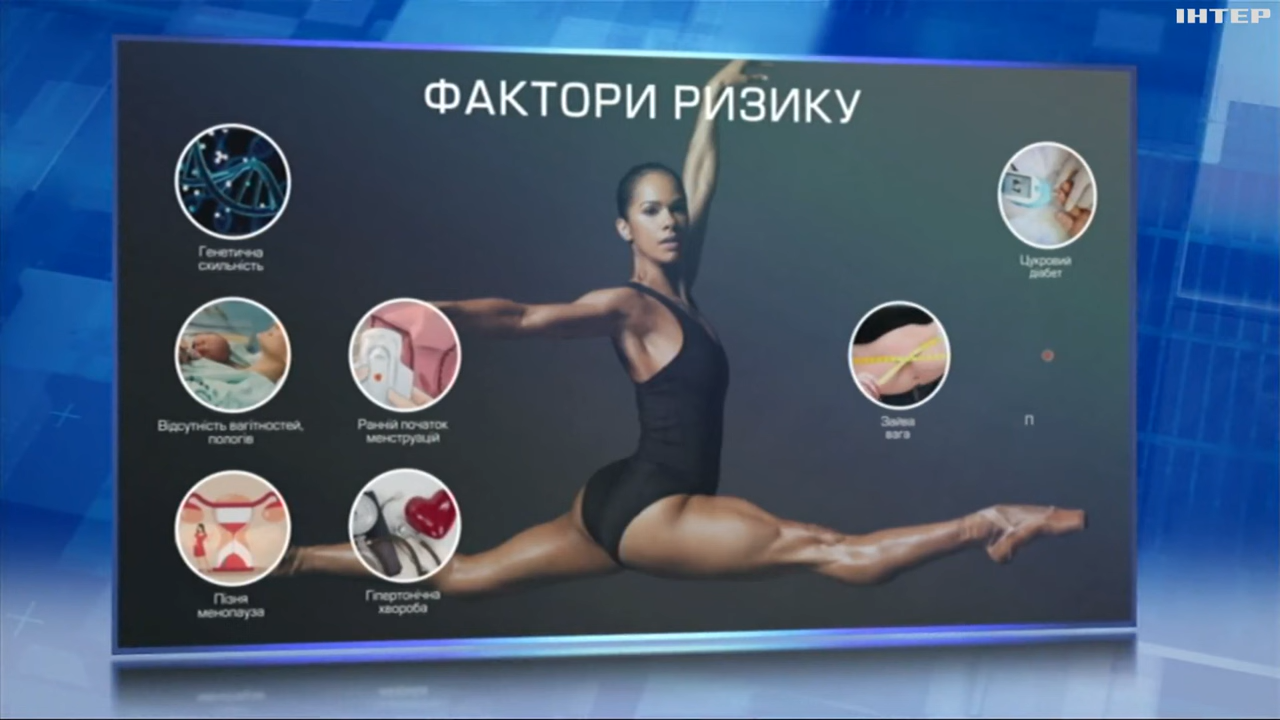 ІНТЕР
ФАКТОРИ РИЗИКУ
Генетична
схильність
Цукровий
діабет
Відсутність вагітностей,
пологів
Ранній початок
менструацій
Зайва
вага
П
Пізня
менопауза
Гіпертонічна
хвороба